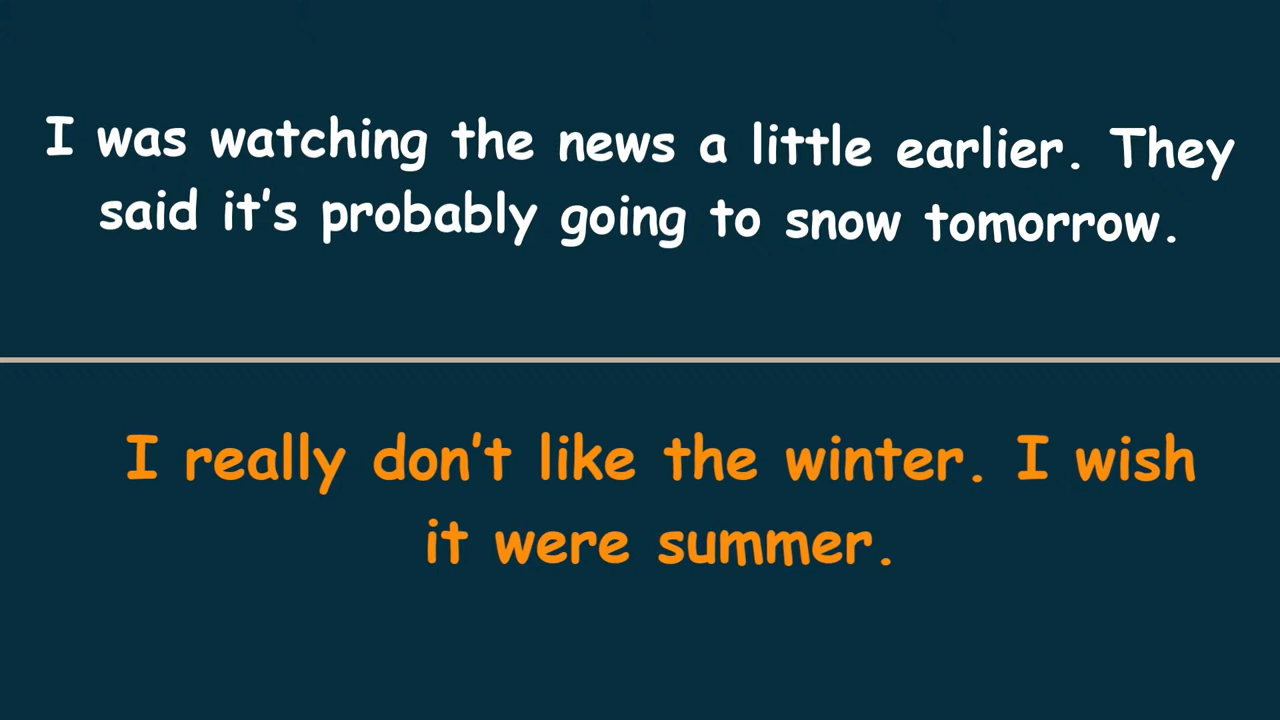 I was watching the news a little earlier. They
said it's probably going to snow tomorrow.
I really don't like the winter. I wish
it were summer.